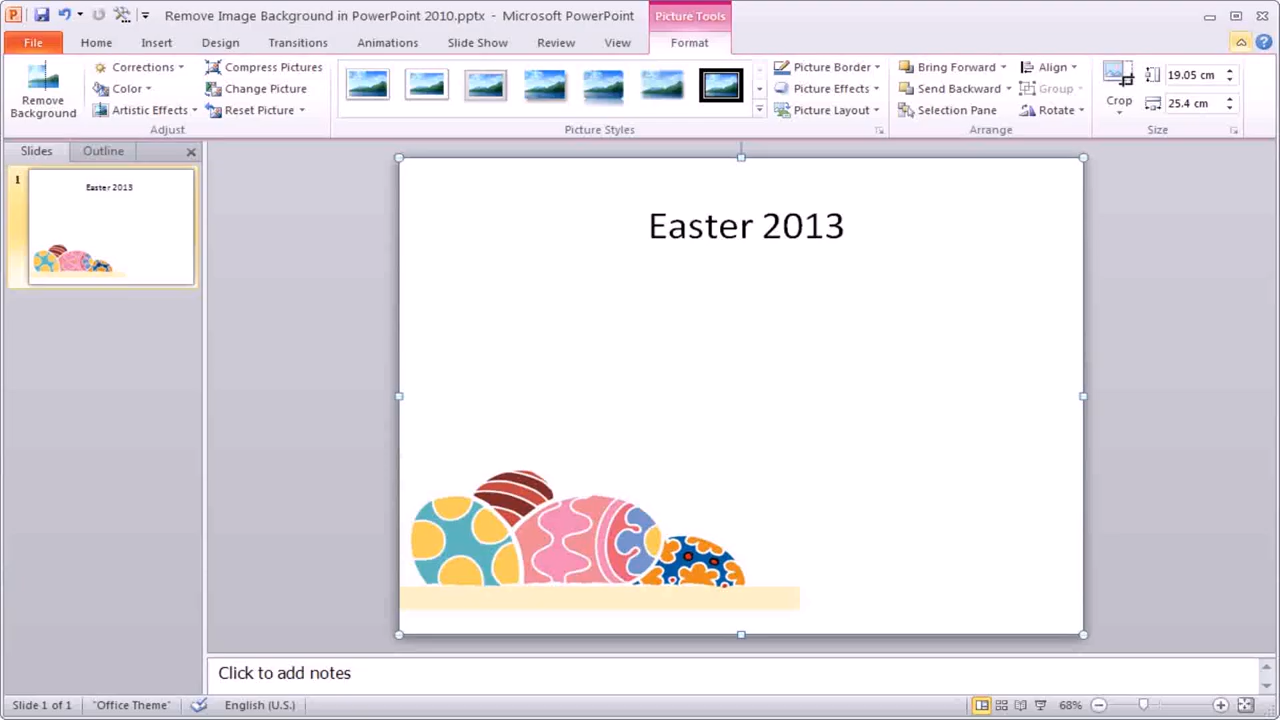 Remove Image Background in PowerPoint 2010.pptx - Microsoft PowerPoint
Picture Tools
File Home Insert Design Transitions Animations Slide Show Review View Format
Remove Background
Corrections
Color
Artistic Effects
Compress Pictures
Change Picture
Reset Picture
Adjust
Picture Styles
Picture Border
Picture Effects
Picture Layout
Bring Forward
Send Backward
Selection Pane
Align
Group
Rotate
Arrange
Crop
19.05 cm
25.4 cm
Size
Slides Outline
1
Easter 2013
Easter 2013
Click to add notes
Slide 1 of 1 "Office Theme" English (U.S.) 68%